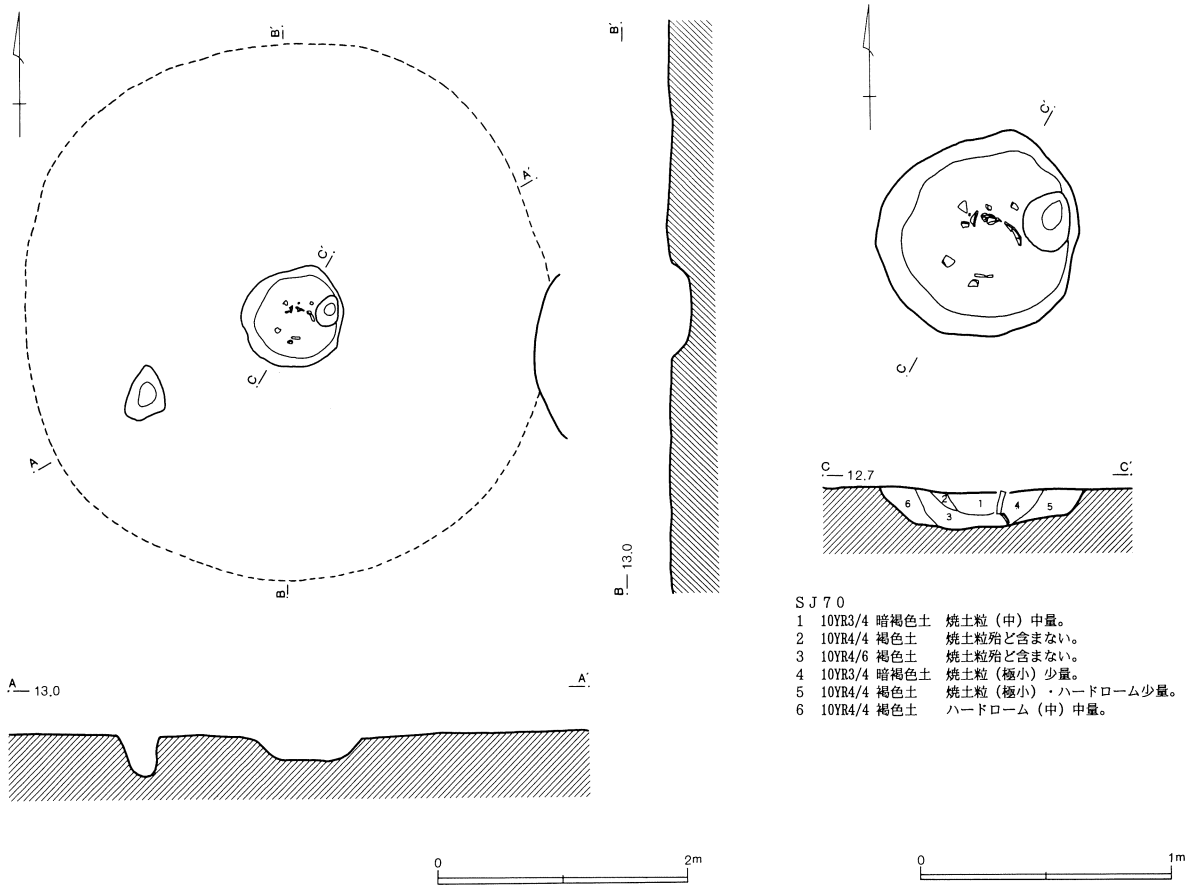 B B´
A´
C´
C
A
B
B´
B 13.0
C´
C
C 12.7 C´
6 2 1 4 5
3
SJ70
1 10YR3/4 暗褐色土 焼土粒（中）中量。
2 10YR4/4 褐色土 焼土粒殆ど含まない。
3 10YR4/6 褐色土 焼土粒殆ど含まない。
4 10YR3/4 暗褐色土 焼土粒（極小）少量。
5 10YR4/4 褐色土 焼土粒（極小）・ハードローム少量。
6 10YR4/4 褐色土 ハードローム（中）中量。
A 13.0 A´
0 2m
0 1m